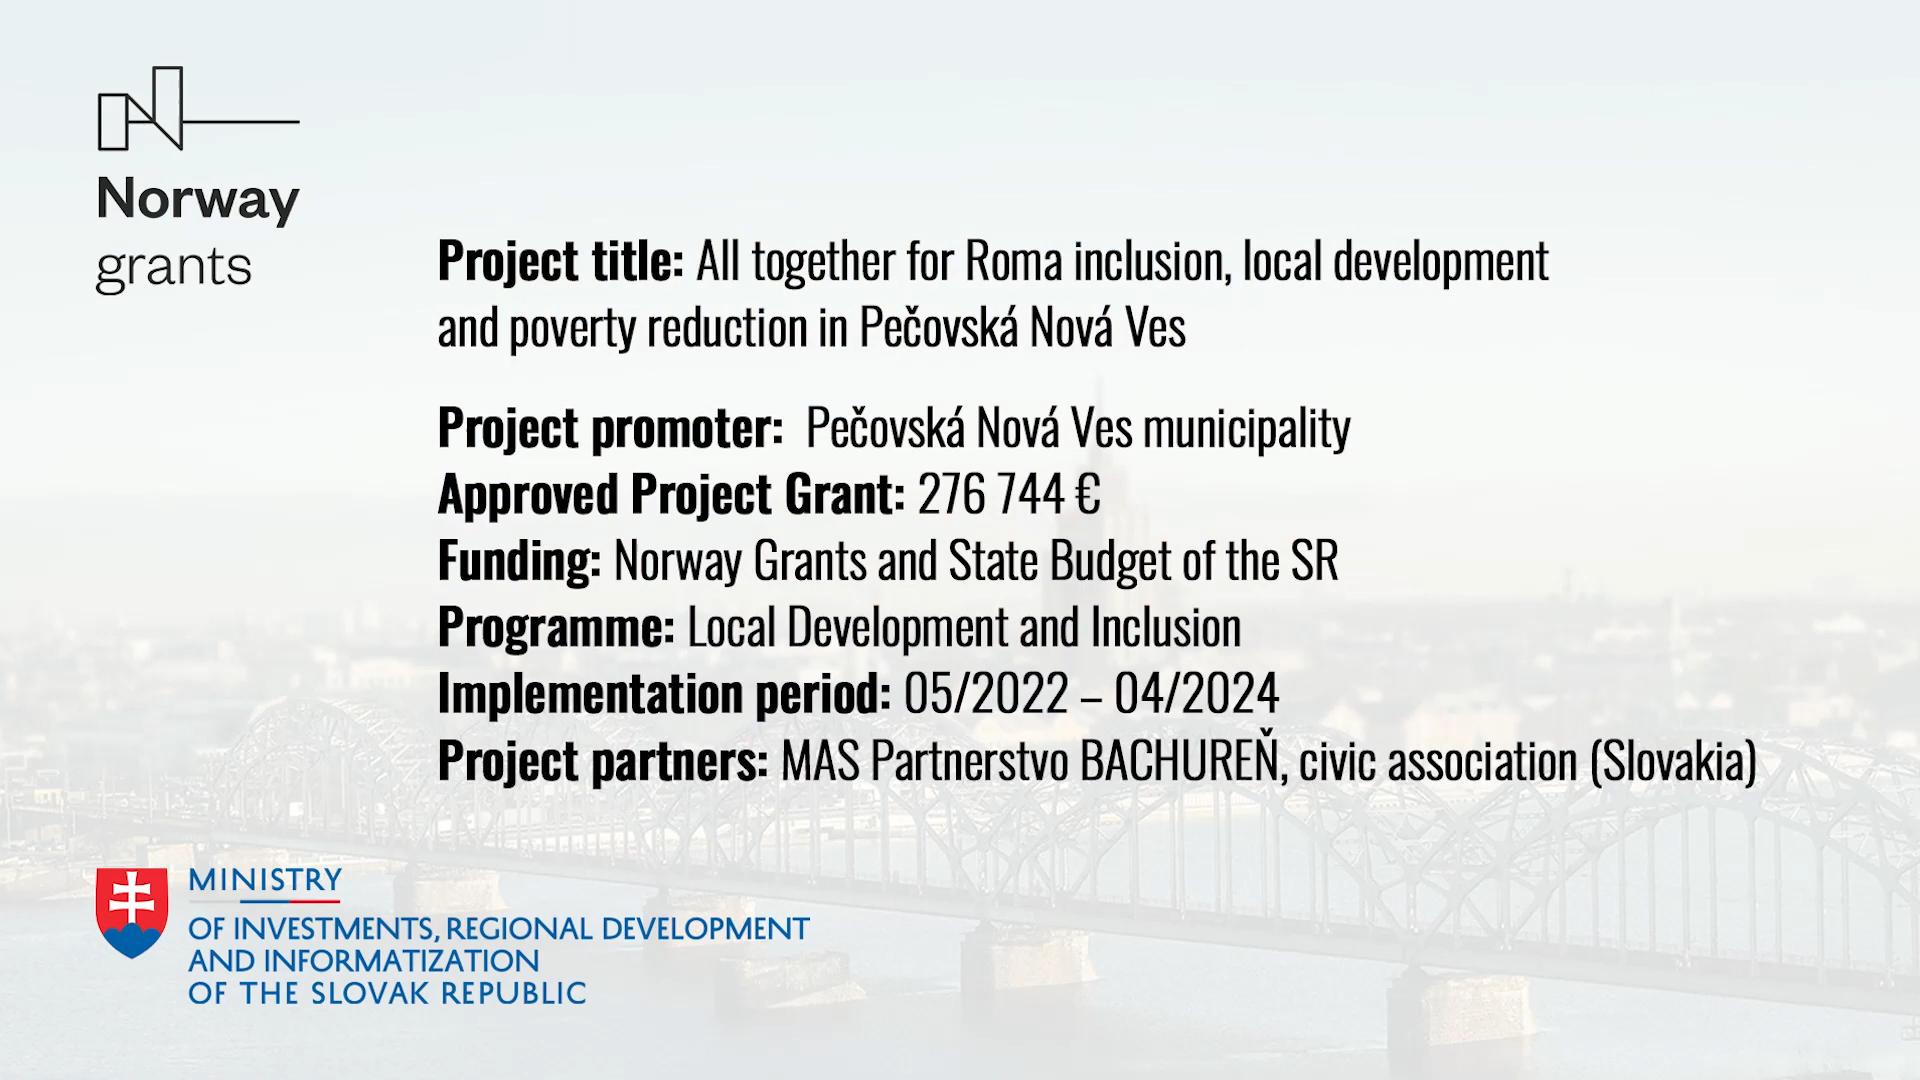 Norway
grants
Project title: All together for Roma inclusion, local development
and poverty reduction in Pečovská Nová Ves
Project promoter: Pečovská Nová Ves municipality
Approved Project Grant: 276 744 €
Funding: Norway Grants and State Budget of the SR
Programme: Local Development and Inclusion
Implementation period: 05/2022 – 04/2024
Project partners: MAS Partnerstvo BACHUREŇ, civic association (Slovakia)
MINISTRY
OF INVESTMENTS, REGIONAL DEVELOPMENT
AND INFORMATIZATION
OF THE SLOVAK REPUBLIC